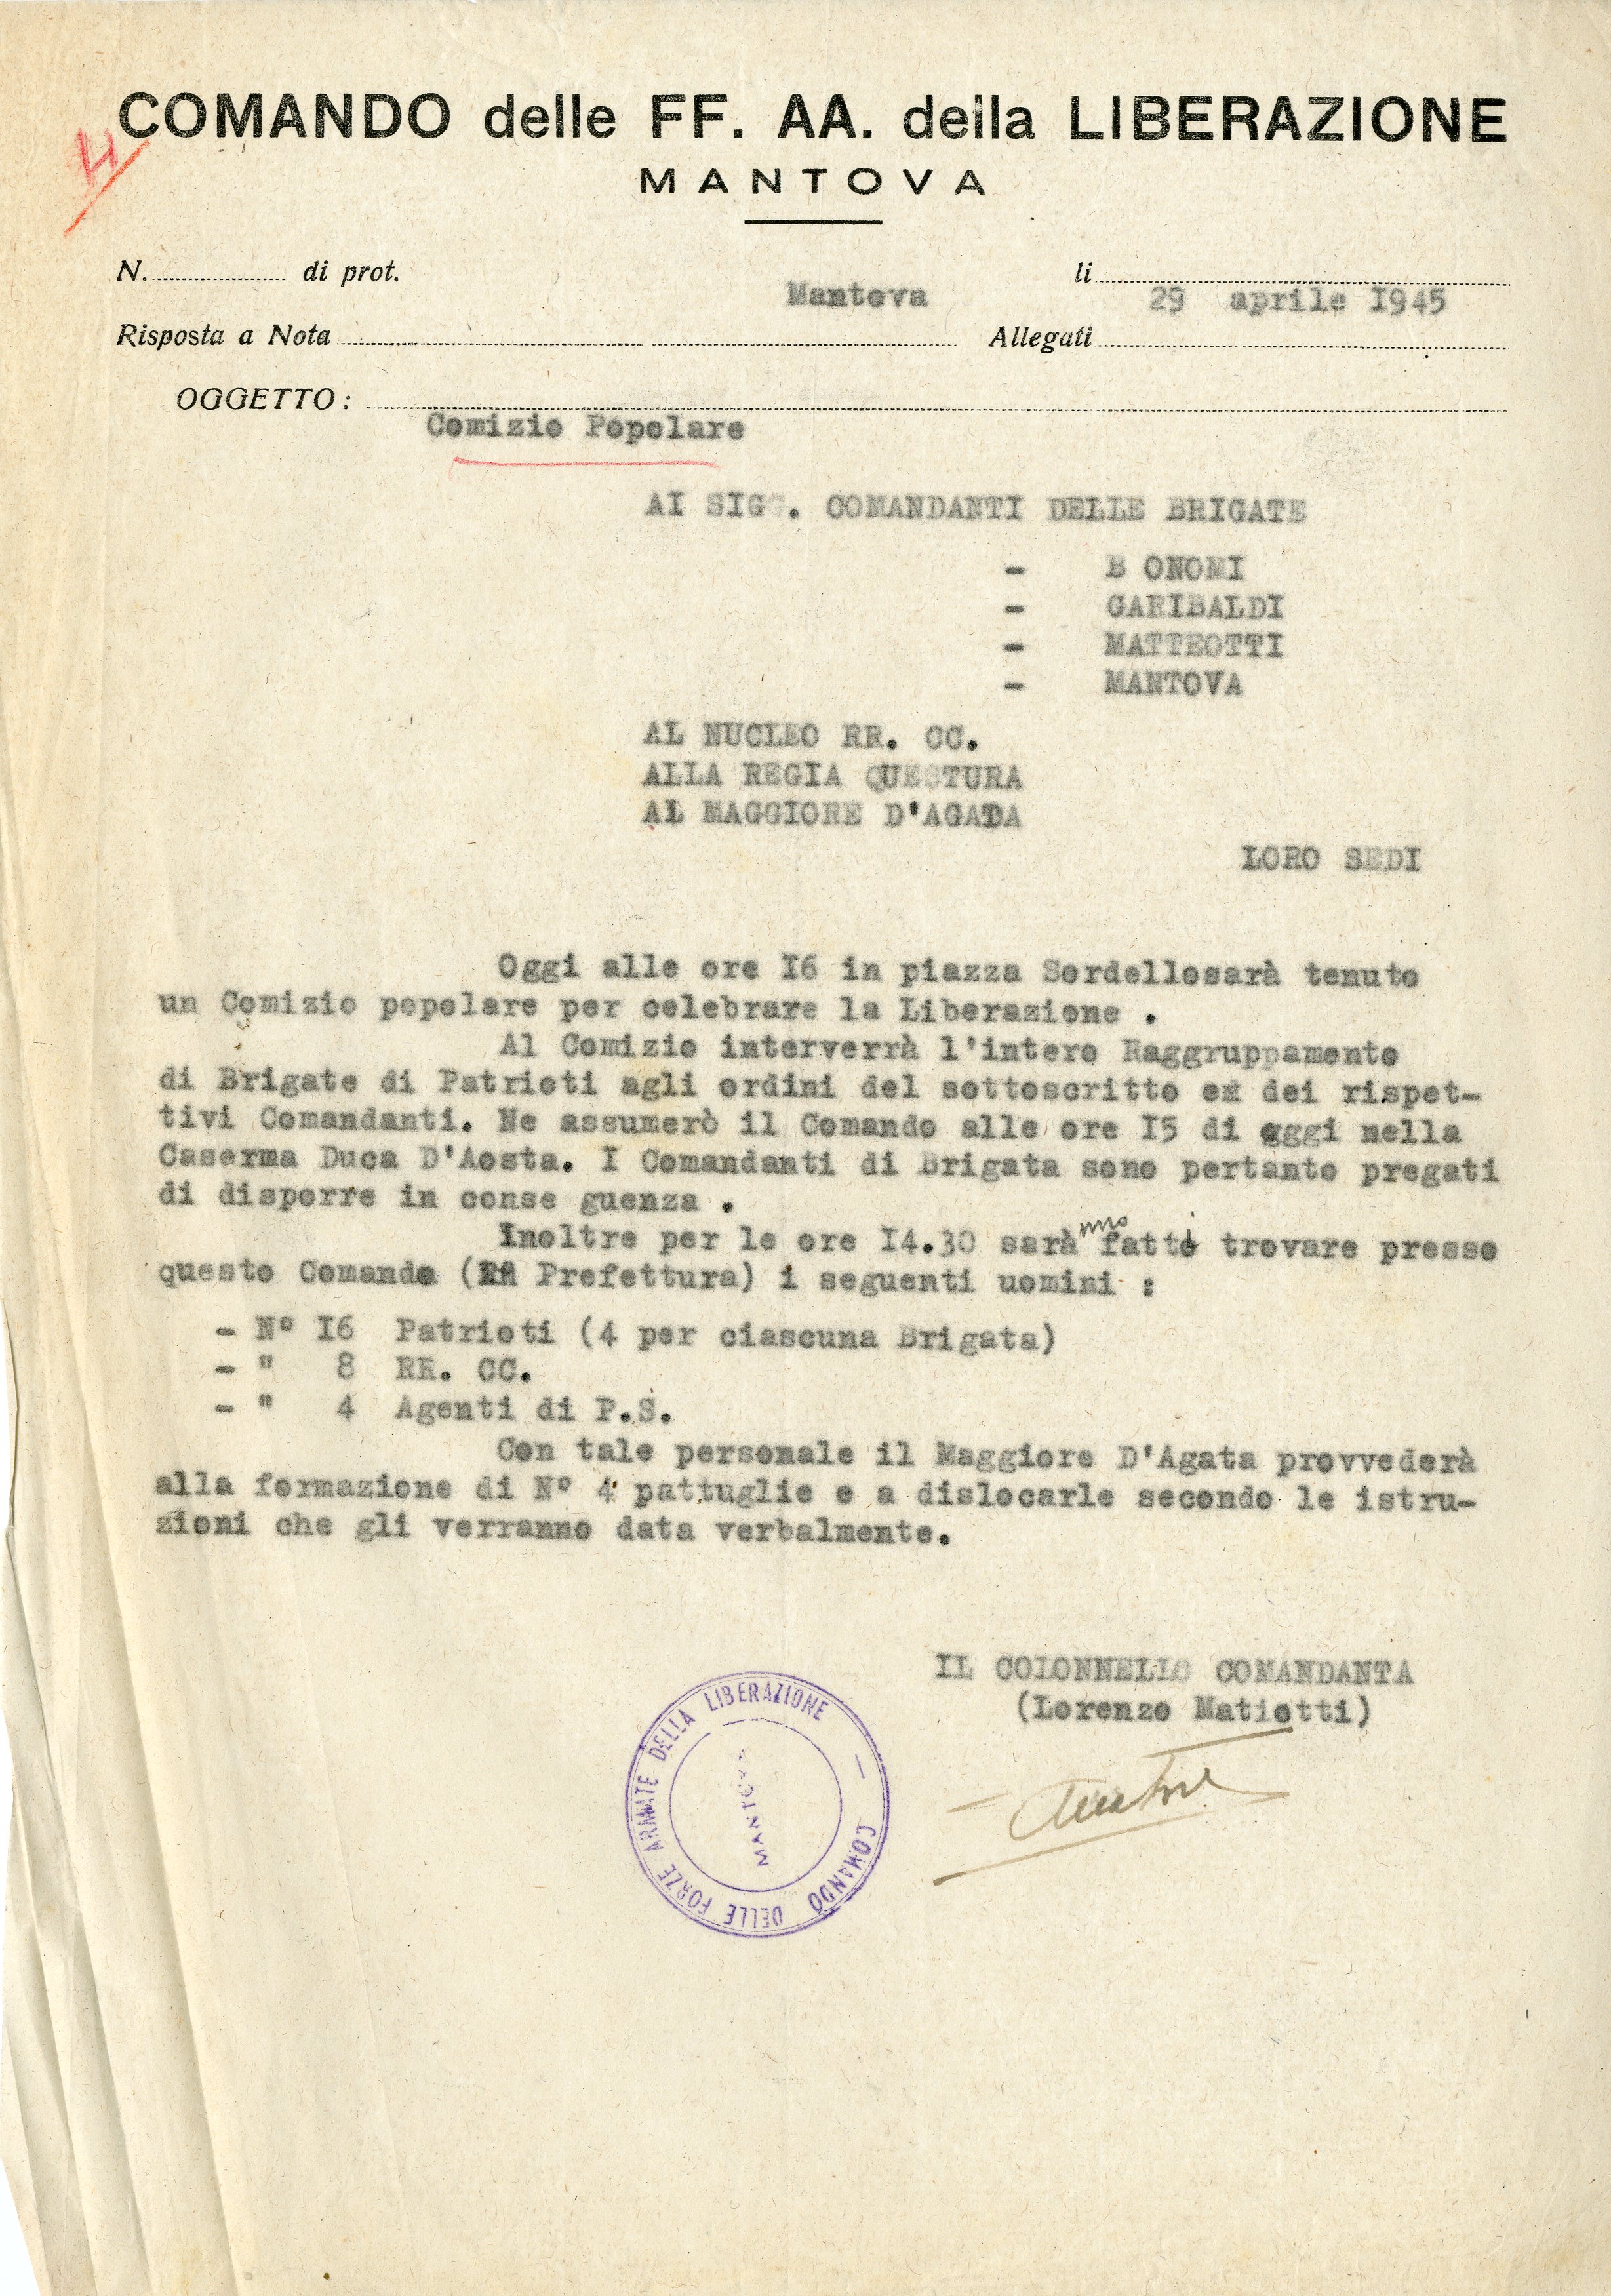 COMANDO delle FF. AA. della LIBERAZIONE
4
MANTOVA
N. di prot.
Mantova li 29 aprile 1945
Risposta a Nota Allegati
OGGETTO:
Comizio Popolare
AI SIGG. COMANDANTI DELLE BRIGATE
- B ONOMI
- GARIBALDI
- MATTEOTTI
- MANTOVA
AL NUCLEO RR. CC.
ALLA REGIA QUESTURA
AL MAGGIORE D'AGADA
LORO SEDI
Oggi alle ore I6 in piazza Sordellosarà tenuto
un Comizio popolare per celebrare la Liberazione .
Al Comizio interverrà l'intero Raggruppamento
di Brigate di Patrioti agli ordini del sottoscritto e dei rispet-
tivi Comandanti. Ne assumerò il Comando alle ore I5 di oggi nella
Caserma Duca D'Aosta. I Comandanti di Brigata sono pertanto pregati
di disporre in conse guenza .
Inoltre per le ore I4.30 saranno fatti trovare presso
questo Comando ( Prefettura) i seguenti uomini :
- N° I6 Patrioti (4 per ciascuna Brigata)
- " 8 RR. CC.
- " 4 Agenti di P.S.
Con tale personale il Maggiore D'Agata provvederà
alla formazione di N° 4 pattuglie e a dislocarle secondo le istru-
zioni che gli verranno data verbalmente.
IL COLONNELLO COMANDANTA
(Lorenzo Matiotti)
COMANDO DELLE FORZE ARMATE DELLA LIBERAZIONE —
MANTOVA